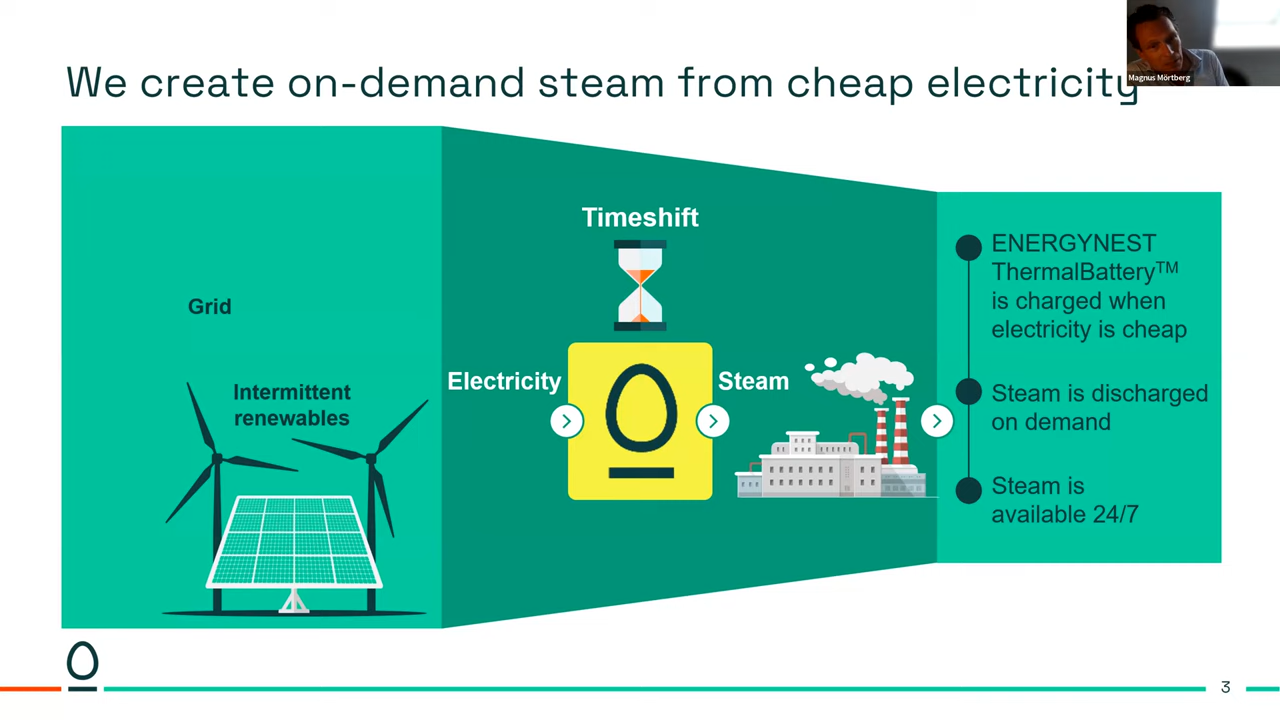 Magnus Mörtberg
We create on-demand steam from cheap electricity
Grid
Intermittent
renewables
Timeshift
Electricity
Steam
ENERGYNEST
ThermalBattery™
is charged when
electricity is cheap
Steam is discharged
on demand
Steam is
available 24/7
3